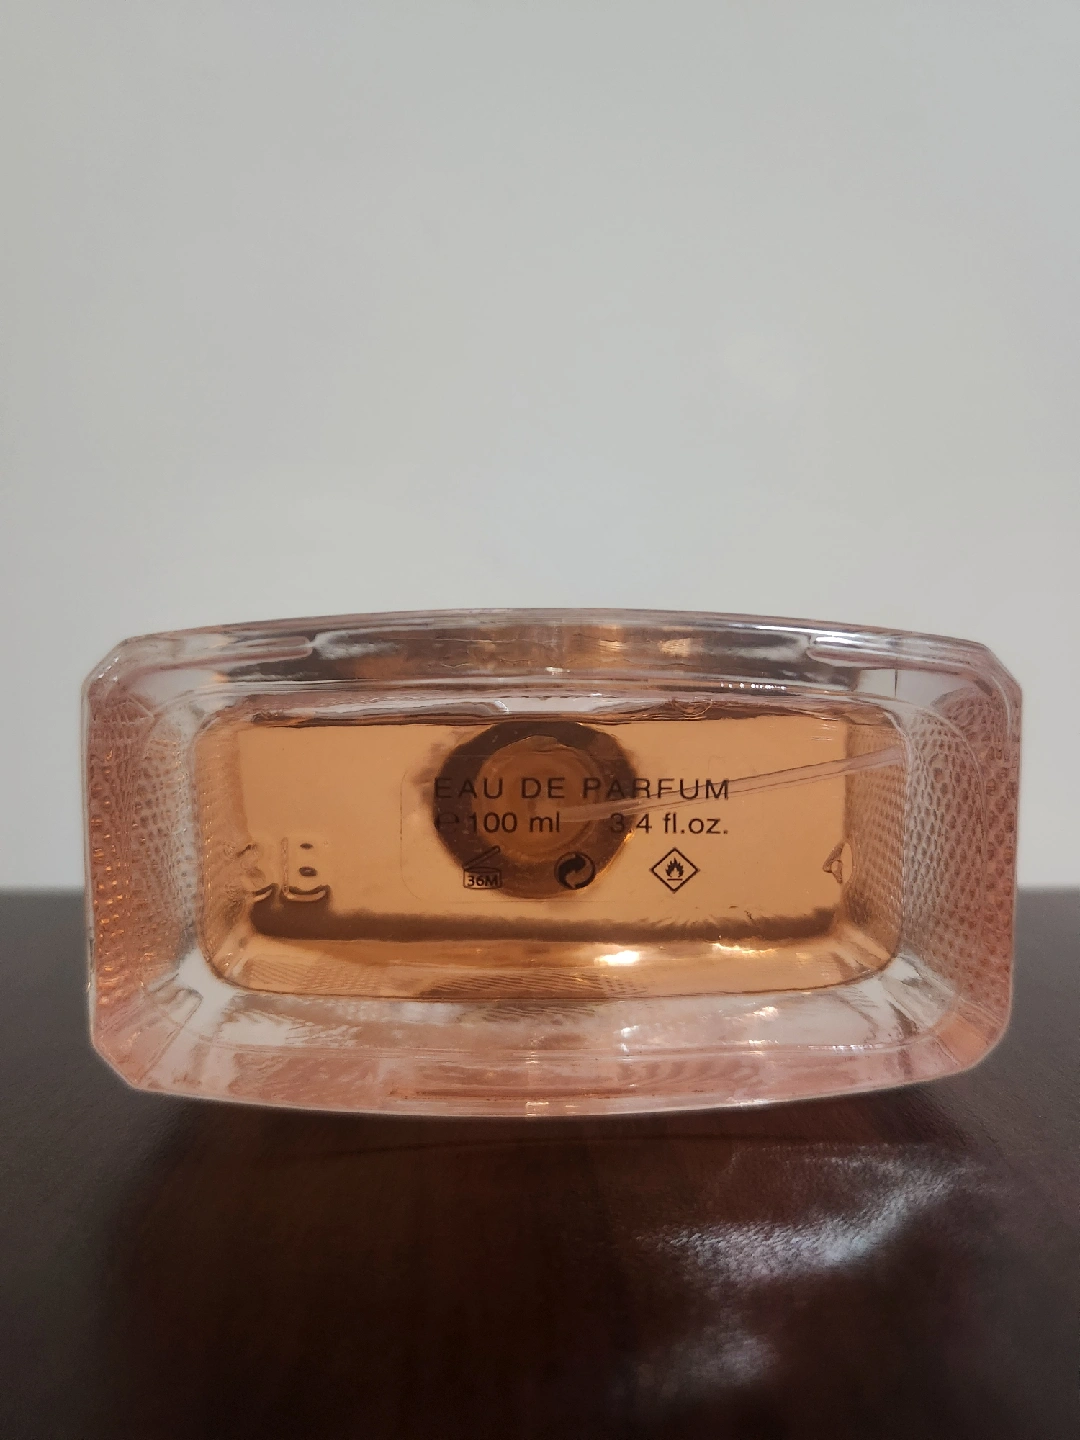 EAU DE PARFUM
e 100 ml 3.4 fl.oz.
36M